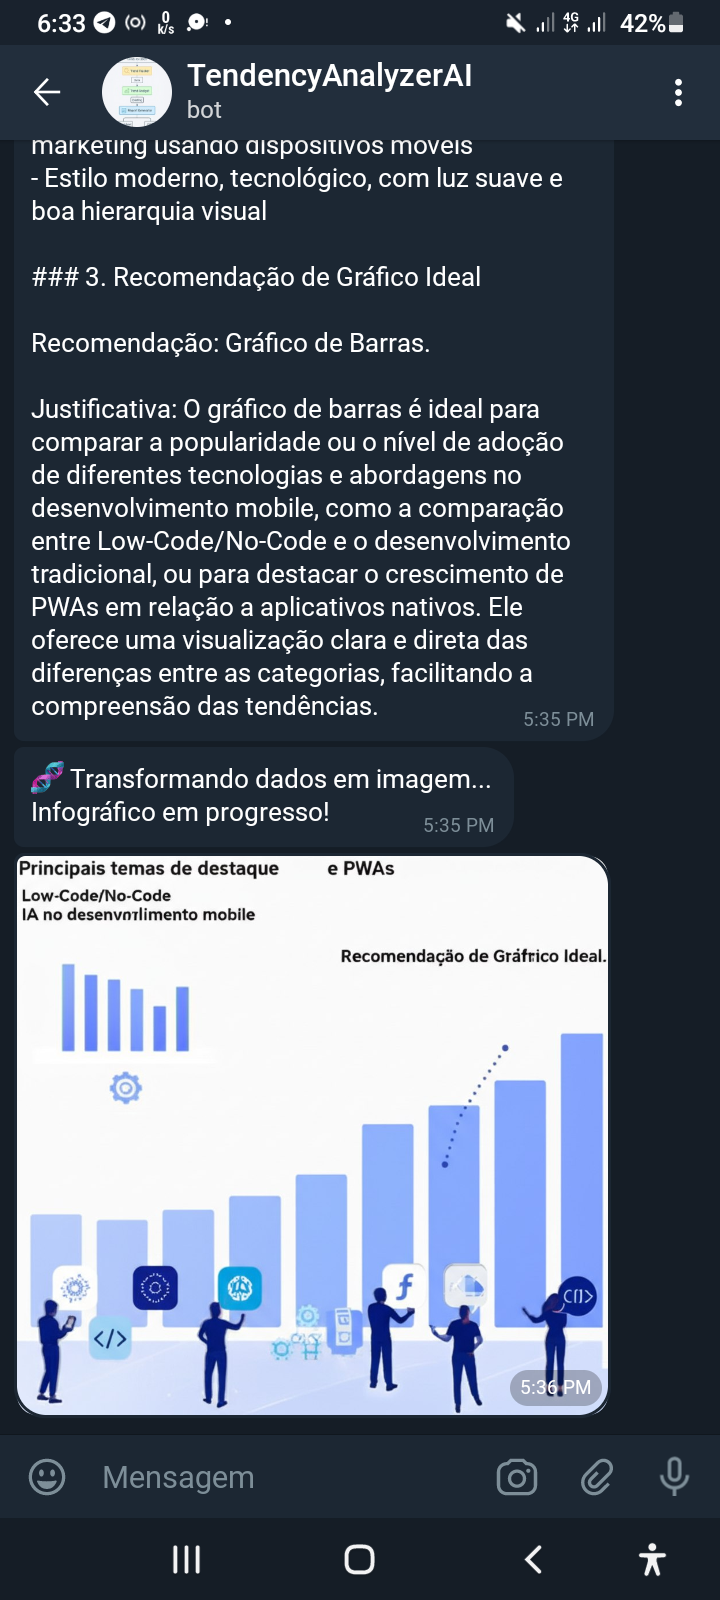 6:33
0
k/s
4G
42%
TendencyAnalyzerAI
bot
marketing usando dispositivos móveis
- Estilo moderno, tecnológico, com luz suave e
boa hierarquia visual
### 3. Recomendação de Gráfico Ideal
Recomendação: Gráfico de Barras.
Justificativa: O gráfico de barras é ideal para
comparar a popularidade ou o nível de adoção
de diferentes tecnologias e abordagens no
desenvolvimento mobile, como a comparação
entre Low-Code/No-Code e o desenvolvimento
tradicional, ou para destacar o crescimento de
PWAs em relação a aplicativos nativos. Ele
oferece uma visualização clara e direta das
diferenças entre as categorias, facilitando a
compreensão das tendências.
5:35 PM
Transformando dados em imagem...
Infográfico em progresso!
5:35 PM
Principais temas de destaque e PWAs
Low-Code/No-Code
IA no mobile
Recomendação de Ideal.
</>
f
5:36 PM
Mensagem